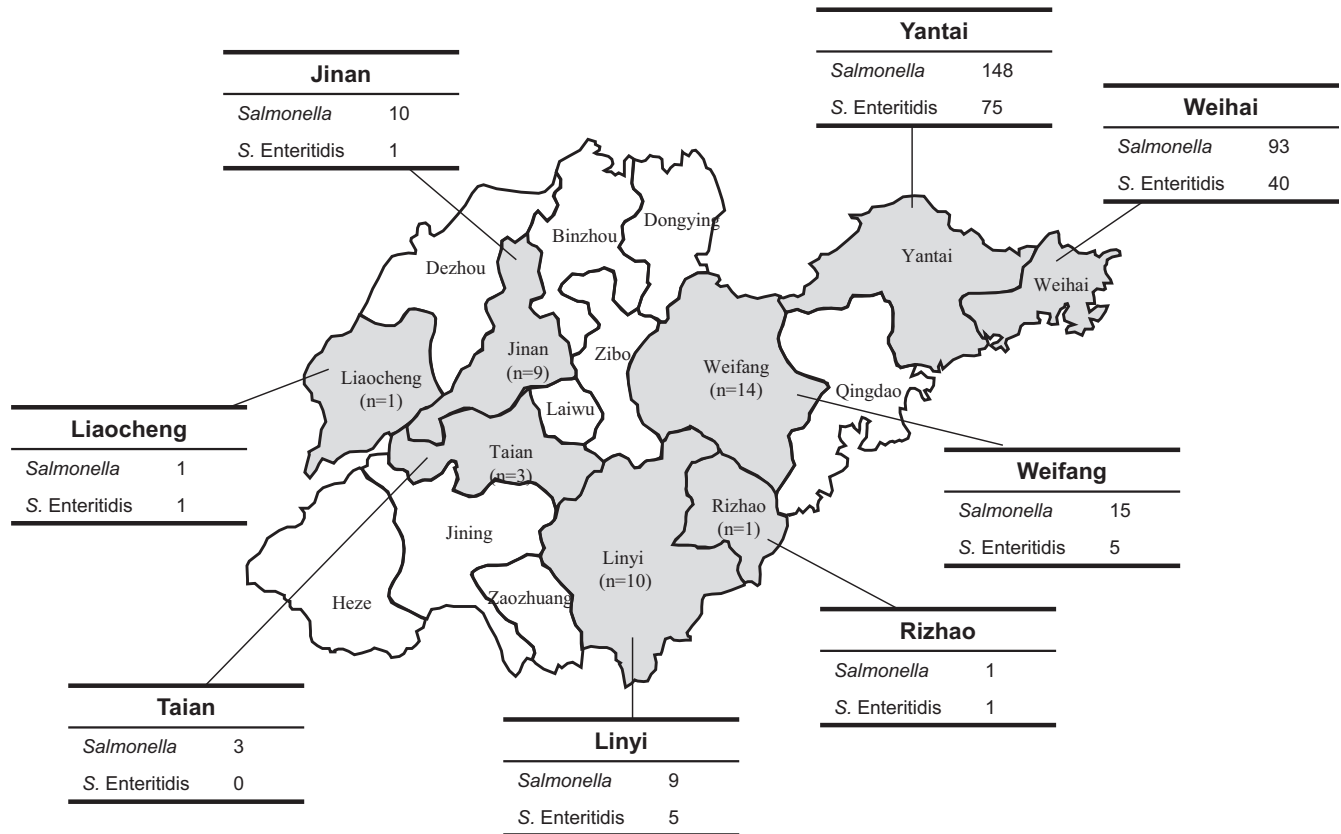 Yantai
Salmonella 148
S. Enteritidis 75
Jinan
Salmonella 10
S. Enteritidis 1
Weihai
Salmonella 93
S. Enteritidis 40
Dongying
Binzhou
Dezhou
Yantai
Weihai
Jinan
(n=9)
Zibo
Weifang
(n=14)
Liaocheng
(n=1)
Qingdao
Laiwu
Liaocheng
Salmonella 1
S. Enteritidis 1
Taian
(n=3)
Weifang
Salmonella 15
S. Enteritidis 5
Rizhao
(n=1)
Jining
Linyi
(n=10)
Heze
Zaozhuang
Rizhao
Salmonella 1
S. Enteritidis 1
Taian
Salmonella 3
S. Enteritidis 0
Linyi
Salmonella 9
S. Enteritidis 5